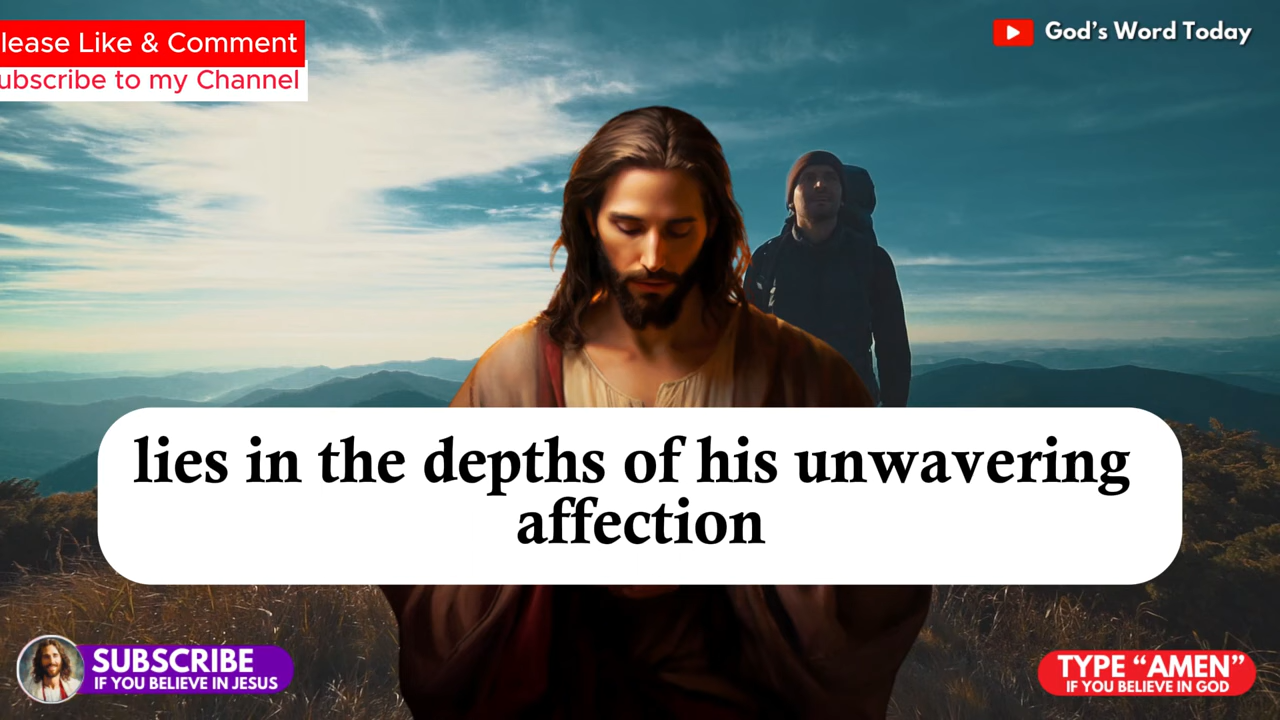 lease Like & Comment
ubscribe to my Channel
God's Word Today
lies in the depths of his unwavering
affection
SUBSCRIBE
IF YOU BELIEVE IN JESUS
TYPE “AMEN”
IF YOU BELIEVE IN GOD